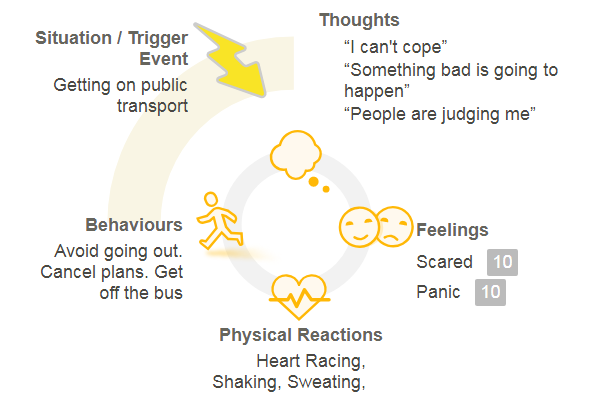 Situation / Trigger
Event
Getting on public
transport
Thoughts
“I can't cope”
“Something bad is going to
happen”
“People are judging me”
Feelings
Scared 10
Panic 10
Physical Reactions
Heart Racing,
Shaking, Sweating,
Behaviours
Avoid going out.
Cancel plans. Get
off the bus